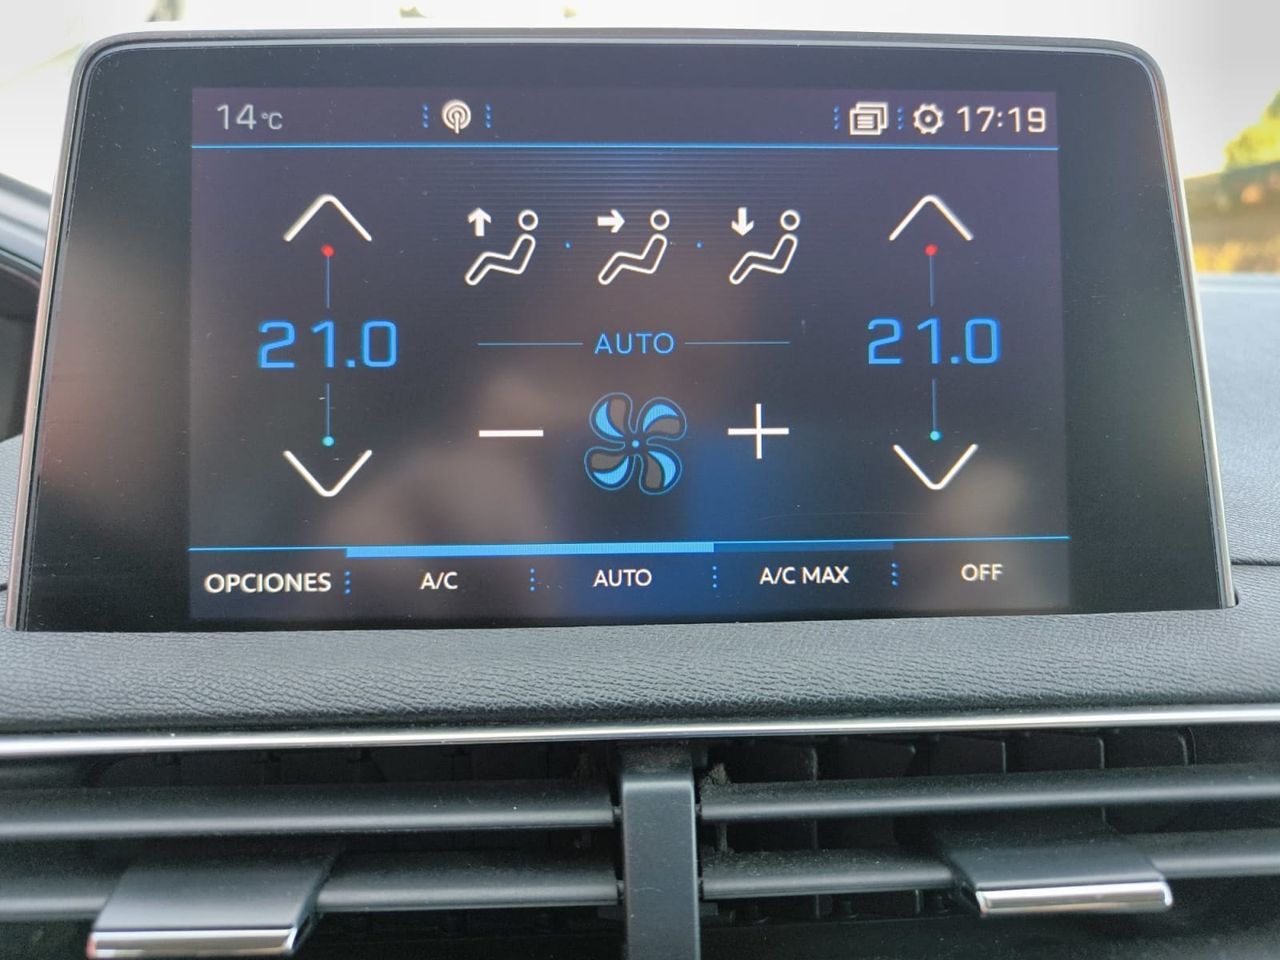 14°C 17:19
21.0 21.0
AUTO
OPCIONES A/C AUTO A/C MAX OFF